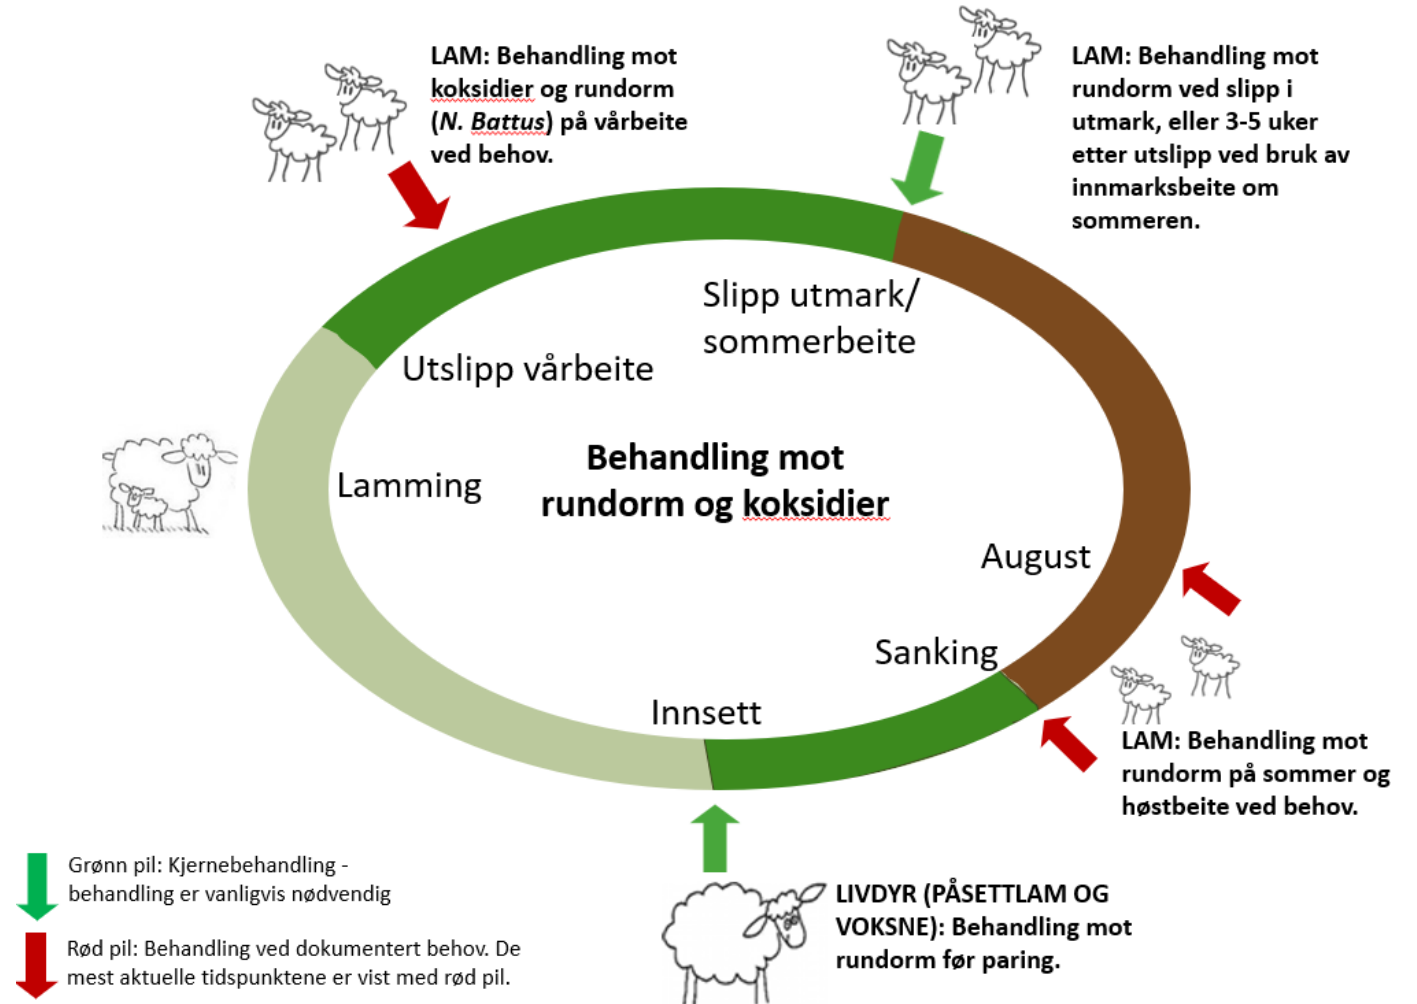 LAM: Behandling mot
koksidier og rundorm
(N. Battus) på vårbeite
ved behov.
LAM: Behandling mot
rundorm ved slipp i
utmark, eller 3-5 uker
etter utslipp ved bruk av
innmarksbeite om
sommeren.
Slipp utmark/
sommerbeite
Utslipp vårbeite
Behandling mot
rundorm og koksidier
Lamming
August
Sanking
Innsett
LAM: Behandling mot
rundorm på sommer og
høstbeite ved behov.
Grønn pil: Kjernebehandling -
behandling er vanligvis nødvendig
Rød pil: Behandling ved dokumentert behov. De
mest aktuelle tidspunktene er vist med rød pil.
LIVDYR (PÅSETTLAM OG
VOKSNE): Behandling mot
rundorm før paring.